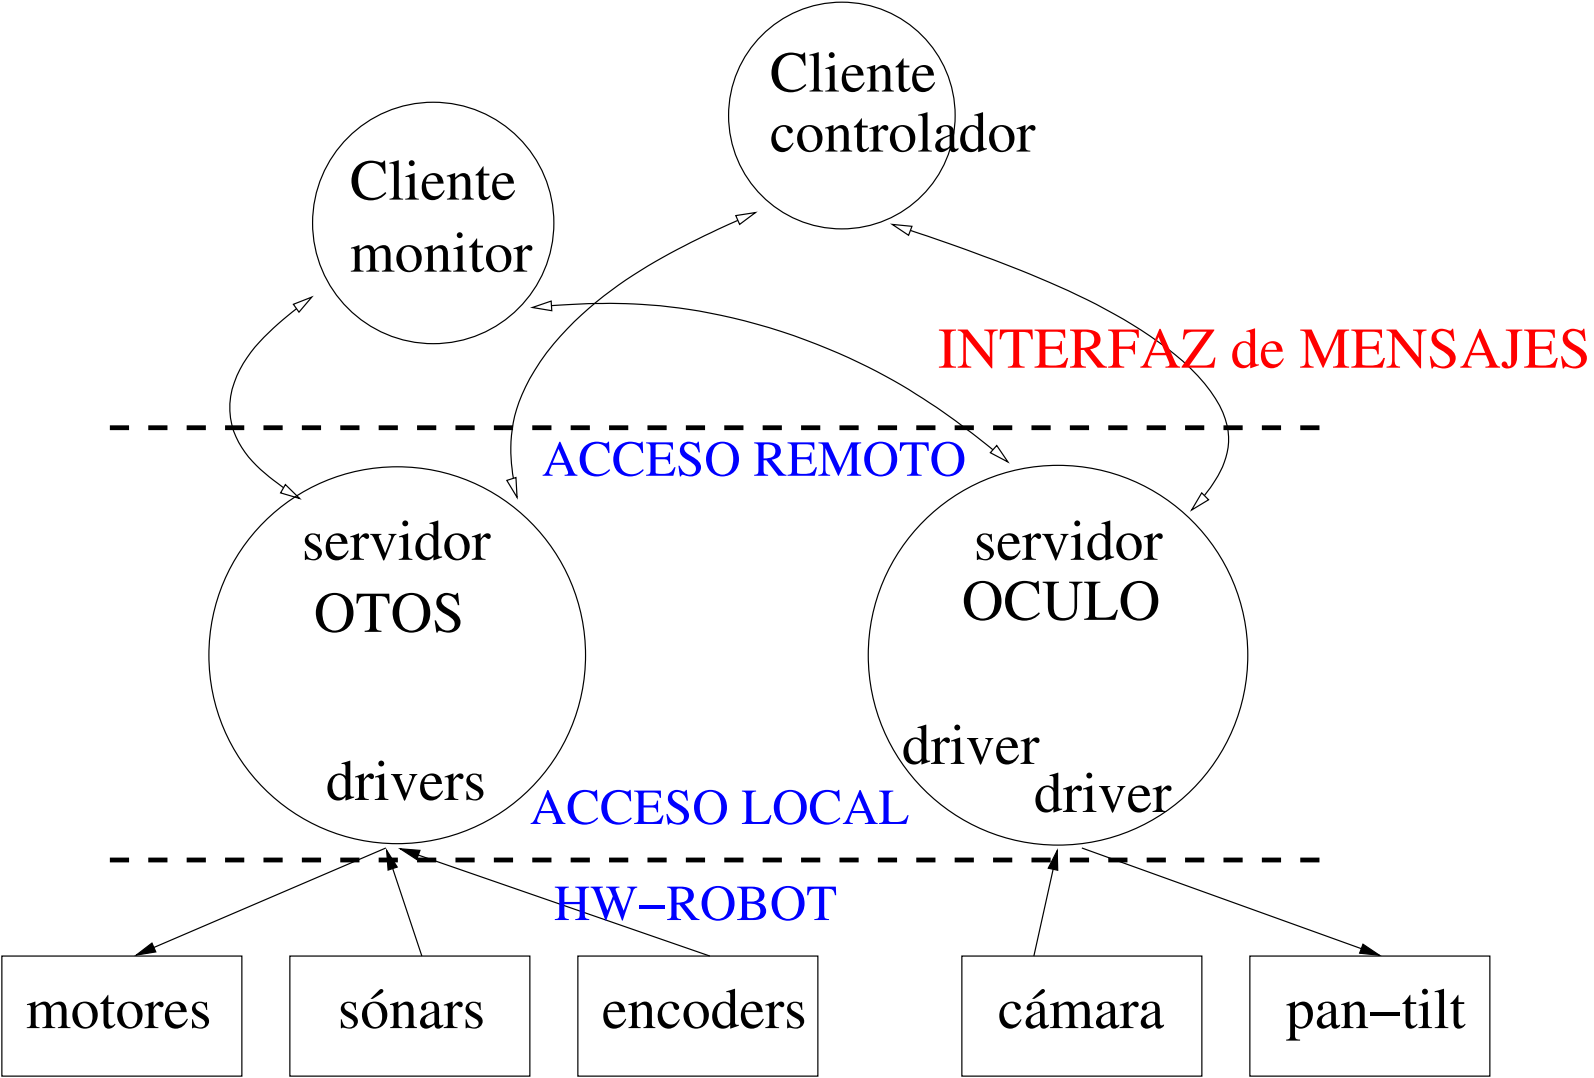 Cliente
controlador
Cliente
monitor
INTERFAZ de MENSAJES
ACCESO REMOTO
servidor
OTOS
servidor
OCULO
drivers
driver
driver
ACCESO LOCAL
HW−ROBOT
motores
sónars
encoders
cámara
pan−tilt